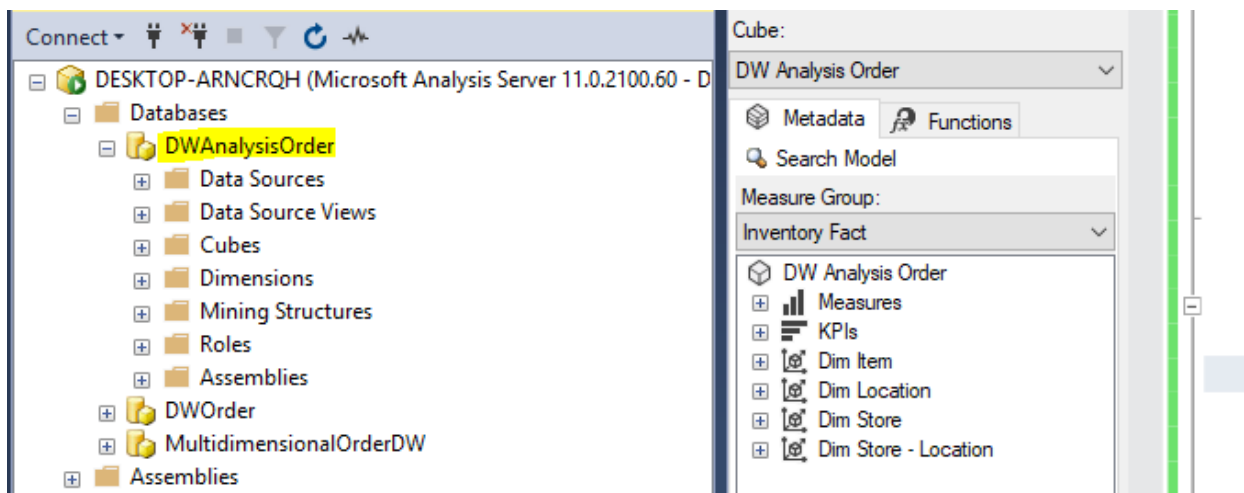 Connect
DESKTOP-ARNCRQH (Microsoft Analysis Server 11.0.2100.60 - D
Databases
DWAnalysisOrder
Data Sources
Data Source Views
Cubes
Dimensions
Mining Structures
Roles
Assemblies
DWOrder
MultidimensionalOrderDW
Assemblies
Cube:
DW Analysis Order
Metadata
Functions
Search Model
Measure Group:
Inventory Fact
DW Analysis Order
Measures
KPIs
Dim Item
Dim Location
Dim Store
Dim Store - Location